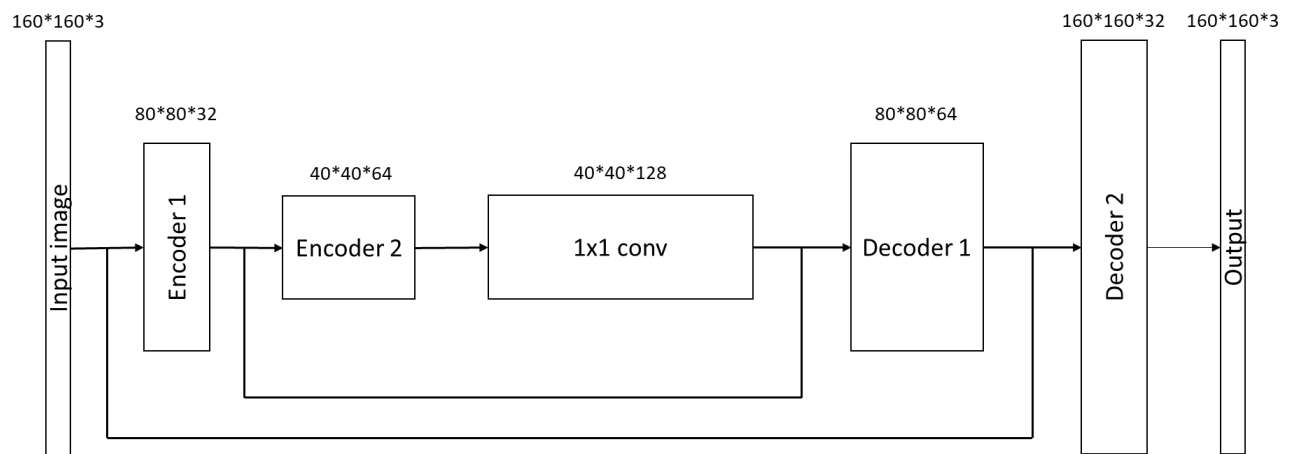 160*160*3
160*160*32
160*160*3
80*80*32
80*80*64
40*40*64
40*40*128
Input image
Encoder 1
Encoder 2
1x1 conv
Decoder 1
Decoder 2
Output